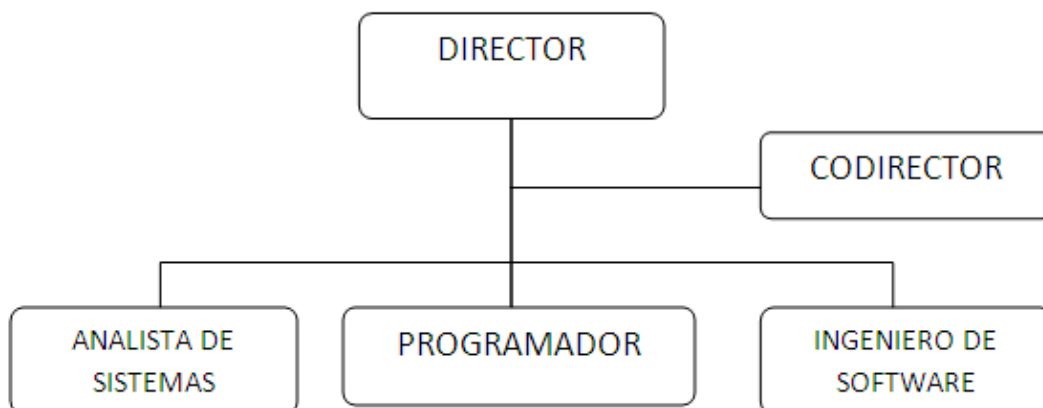 DIRECTOR
CODIRECTOR
ANALISTA DE
SISTEMAS
PROGRAMADOR
INGENIERO DE
SOFTWARE